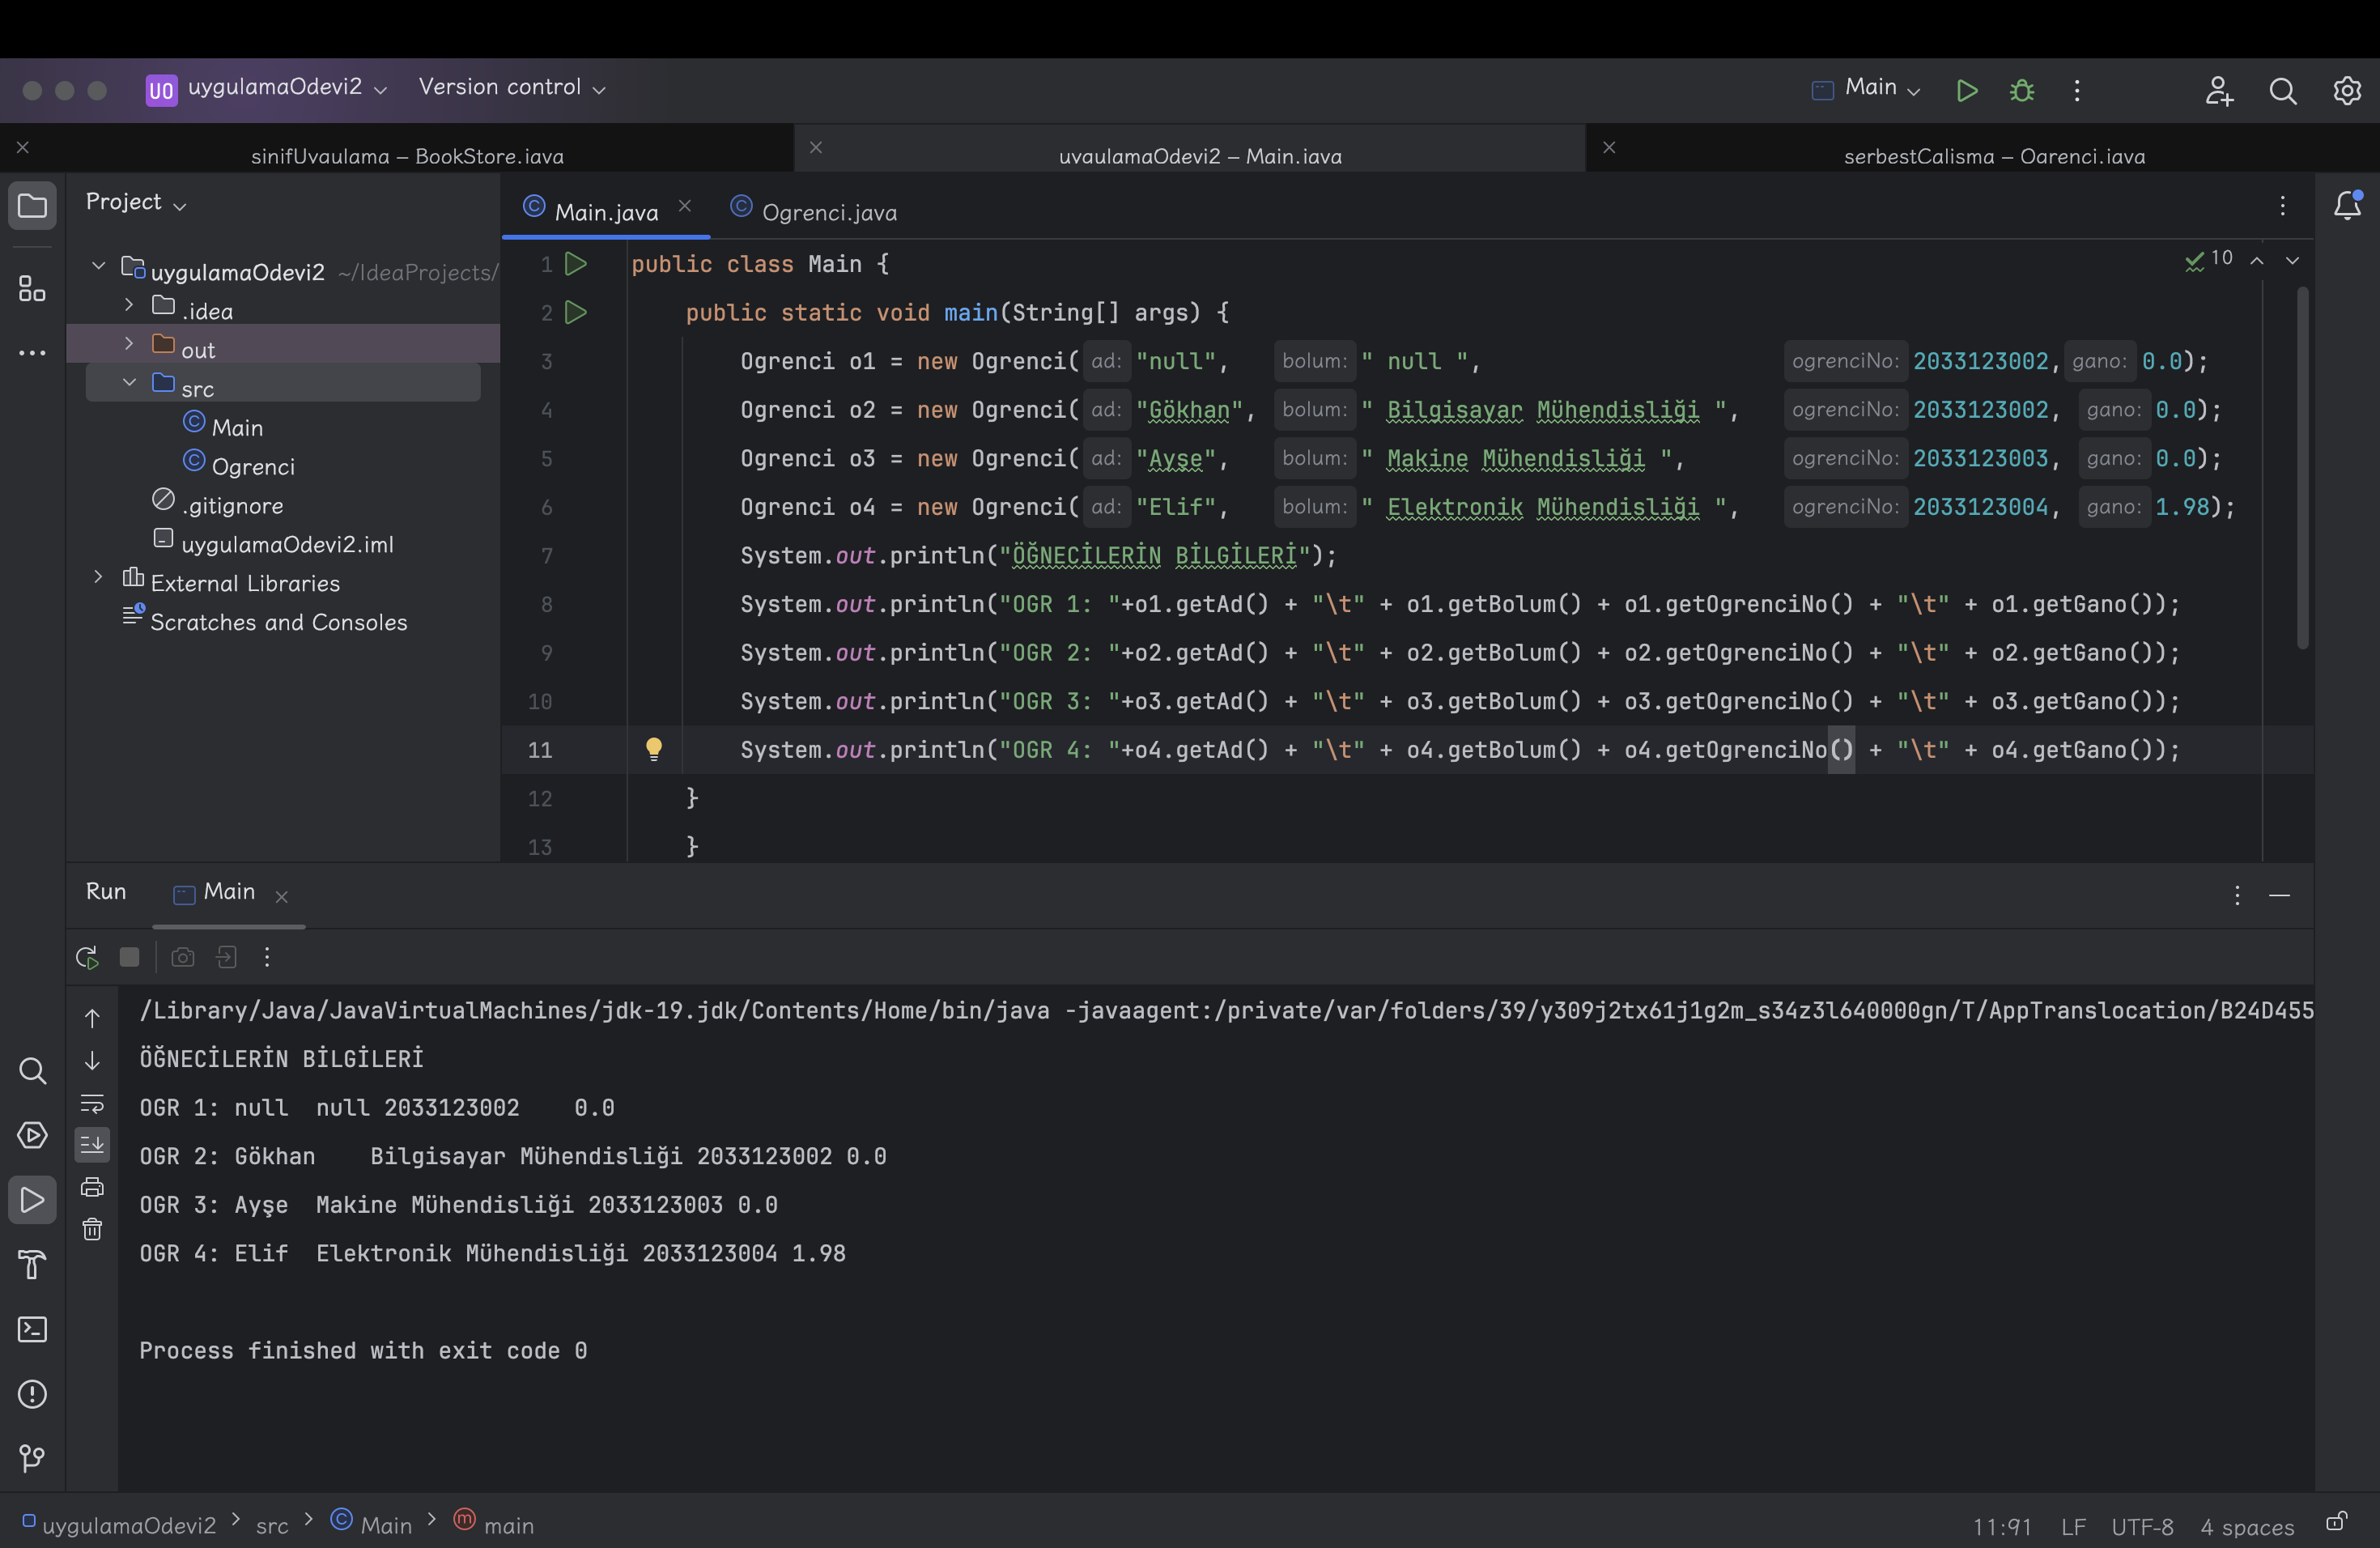 UO uygulamaOdevi2 Version control Main
sinifUygulama – BookStore.java uygulamaOdevi2 – Main.java serbestCalisma – Ogrenci.java
Project
Main.java Ogrenci.java
uygulamaOdevi2 ~/IdeaProjects/
.idea
out
src
Main
Ogrenci
.gitignore
uygulamaOdevi2.iml
External Libraries
Scratches and Consoles
10
1 public class Main {
2 public static void main(String[] args) {
3 Ogrenci o1 = new Ogrenci( ad: "null", bolum: " null ", ogrenciNo: 2033123002, gano: 0.0);
4 Ogrenci o2 = new Ogrenci( ad: "Gökhan", bolum: " Bilgisayar Mühendisliği ", ogrenciNo: 2033123002, gano: 0.0);
5 Ogrenci o3 = new Ogrenci( ad: "Ayşe", bolum: " Makine Mühendisliği ", ogrenciNo: 2033123003, gano: 0.0);
6 Ogrenci o4 = new Ogrenci( ad: "Elif", bolum: " Elektronik Mühendisliği ", ogrenciNo: 2033123004, gano: 1.98);
7 System.out.println("ÖĞNECİLERİN BİLGİLERİ");
8 System.out.println("OGR 1: "+o1.getAd() + "\t" + o1.getBolum() + o1.getOgrenciNo() + "\t" + o1.getGano());
9 System.out.println("OGR 2: "+o2.getAd() + "\t" + o2.getBolum() + o2.getOgrenciNo() + "\t" + o2.getGano());
10 System.out.println("OGR 3: "+o3.getAd() + "\t" + o3.getBolum() + o3.getOgrenciNo() + "\t" + o3.getGano());
11 System.out.println("OGR 4: "+o4.getAd() + "\t" + o4.getBolum() + o4.getOgrenciNo() + "\t" + o4.getGano());
12 }
13 }
Run Main
/Library/Java/JavaVirtualMachines/jdk-19.jdk/Contents/Home/bin/java -javaagent:/private/var/folders/39/y309j2tx61j1g2m_s34z3l640000gn/T/AppTranslocation/B24D455
ÖĞNECİLERİN BİLGİLERİ
OGR 1: null null 2033123002 0.0
OGR 2: Gökhan Bilgisayar Mühendisliği 2033123002 0.0
OGR 3: Ayşe Makine Mühendisliği 2033123003 0.0
OGR 4: Elif Elektronik Mühendisliği 2033123004 1.98
Process finished with exit code 0
uygulamaOdevi2 > src > Main > main 11:91 LF UTF-8 4 spaces